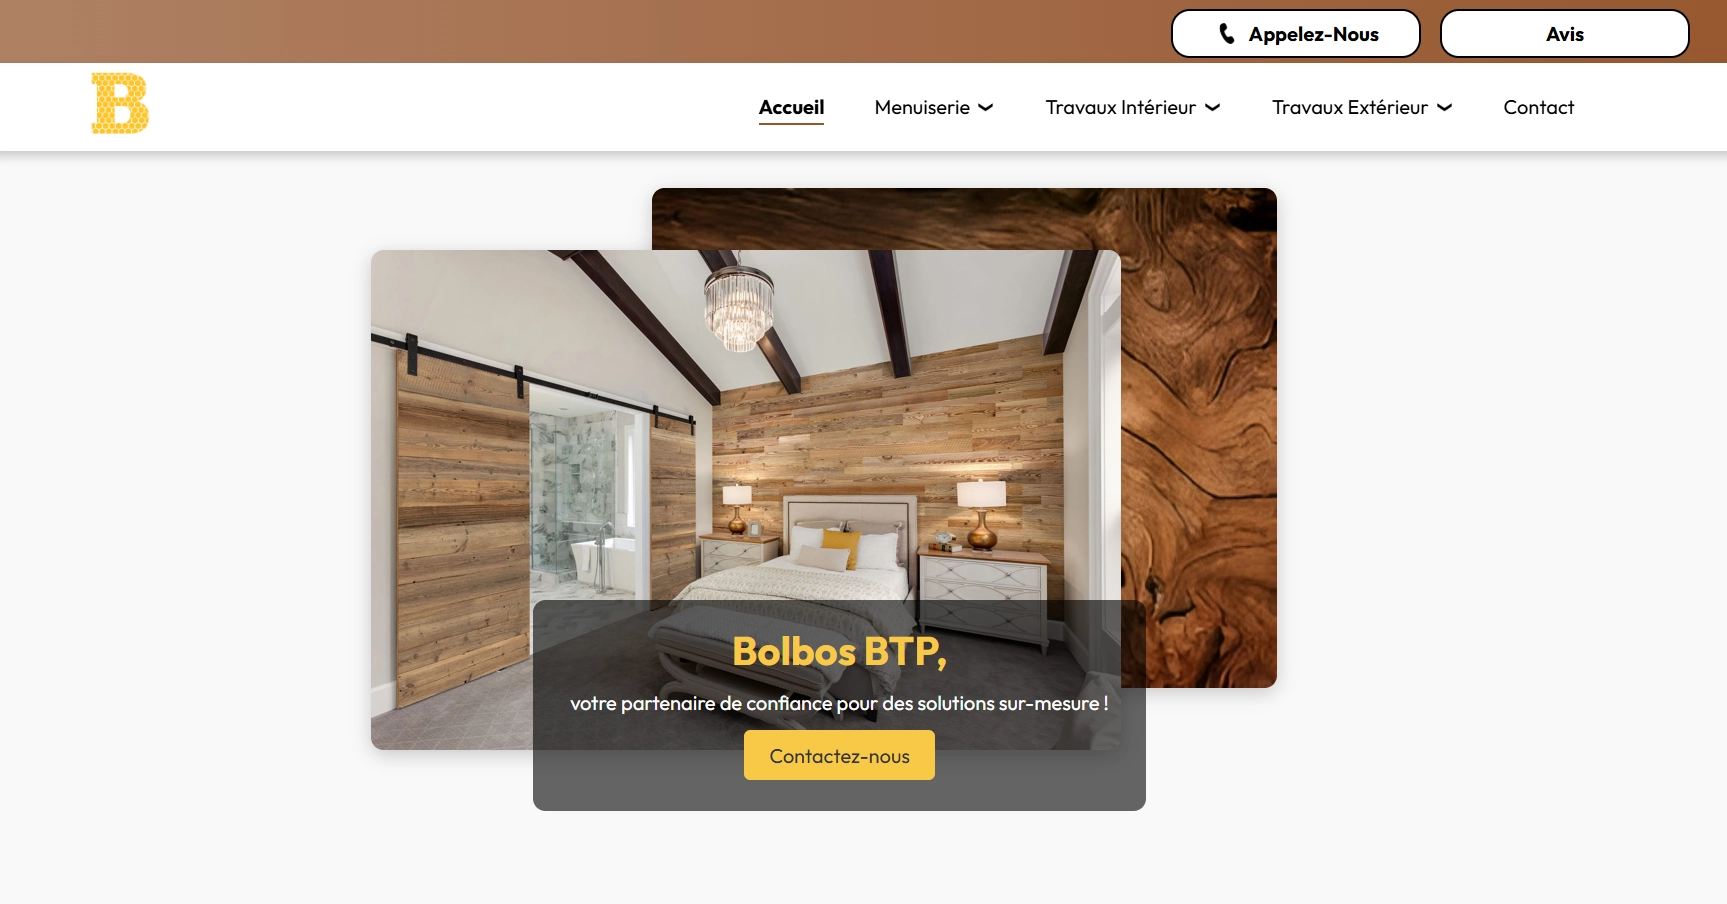 Appelez-Nous
Avis
B
Accueil
Menuiserie
Travaux Intérieur
Travaux Extérieur
Contact
Bolbos BTP,
votre partenaire de confiance pour des solutions sur-mesure !
Contactez-nous